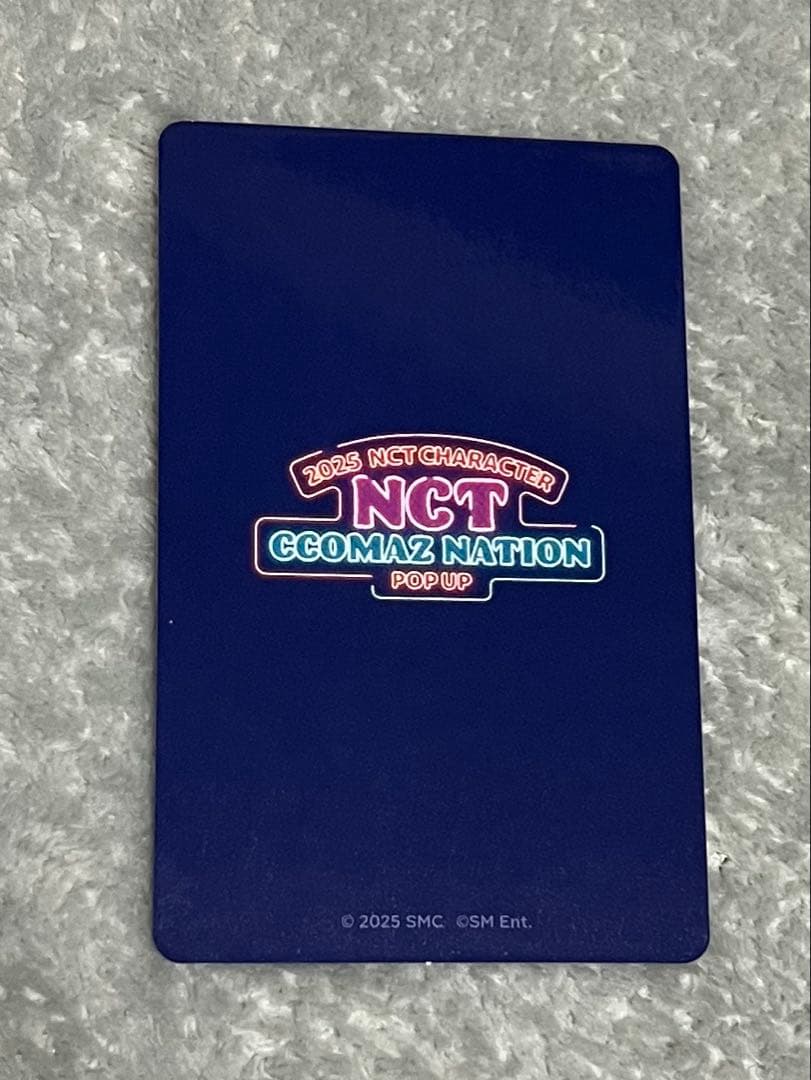 2025 NCT CHARACTER
NCT
CCOMAZ NATION
POP UP
© 2025 SMC. ©SM Ent.